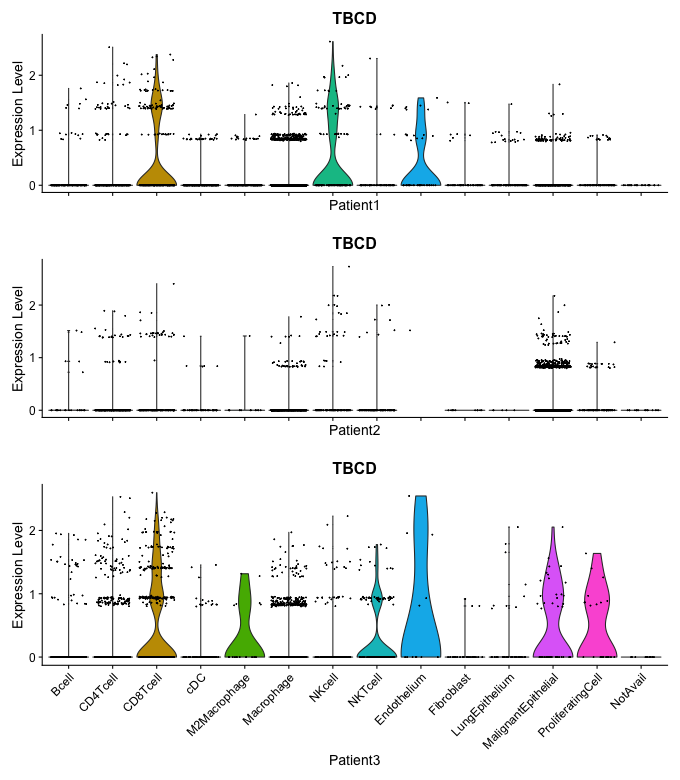 TBCD
Expression Level
2
1
0
Patient1
TBCD
Expression Level
2
1
0
Patient2
TBCD
Expression Level
2
1
0
Bcell
CD4Tcell
CD8Tcell
cDC
M2Macrophage
Macrophage
NKcell
NKTcell
Endothelium
Fibroblast
LungEpithelium
MalignantEpithelial
ProliferatingCell
NotAvail
Patient3